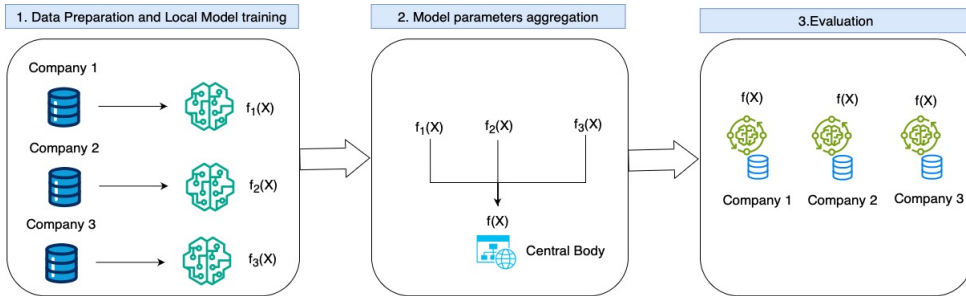 1. Data Preparation and Local Model training
Company 1
f₁(X)
Company 2
f₂(X)
Company 3
f₃(X)
2. Model parameters aggregation
f₁(X)
f₂(X)
f₃(X)
f(X)
Central Body
3.Evaluation
f(X)
f(X)
f(X)
Company 1
Company 2
Company 3